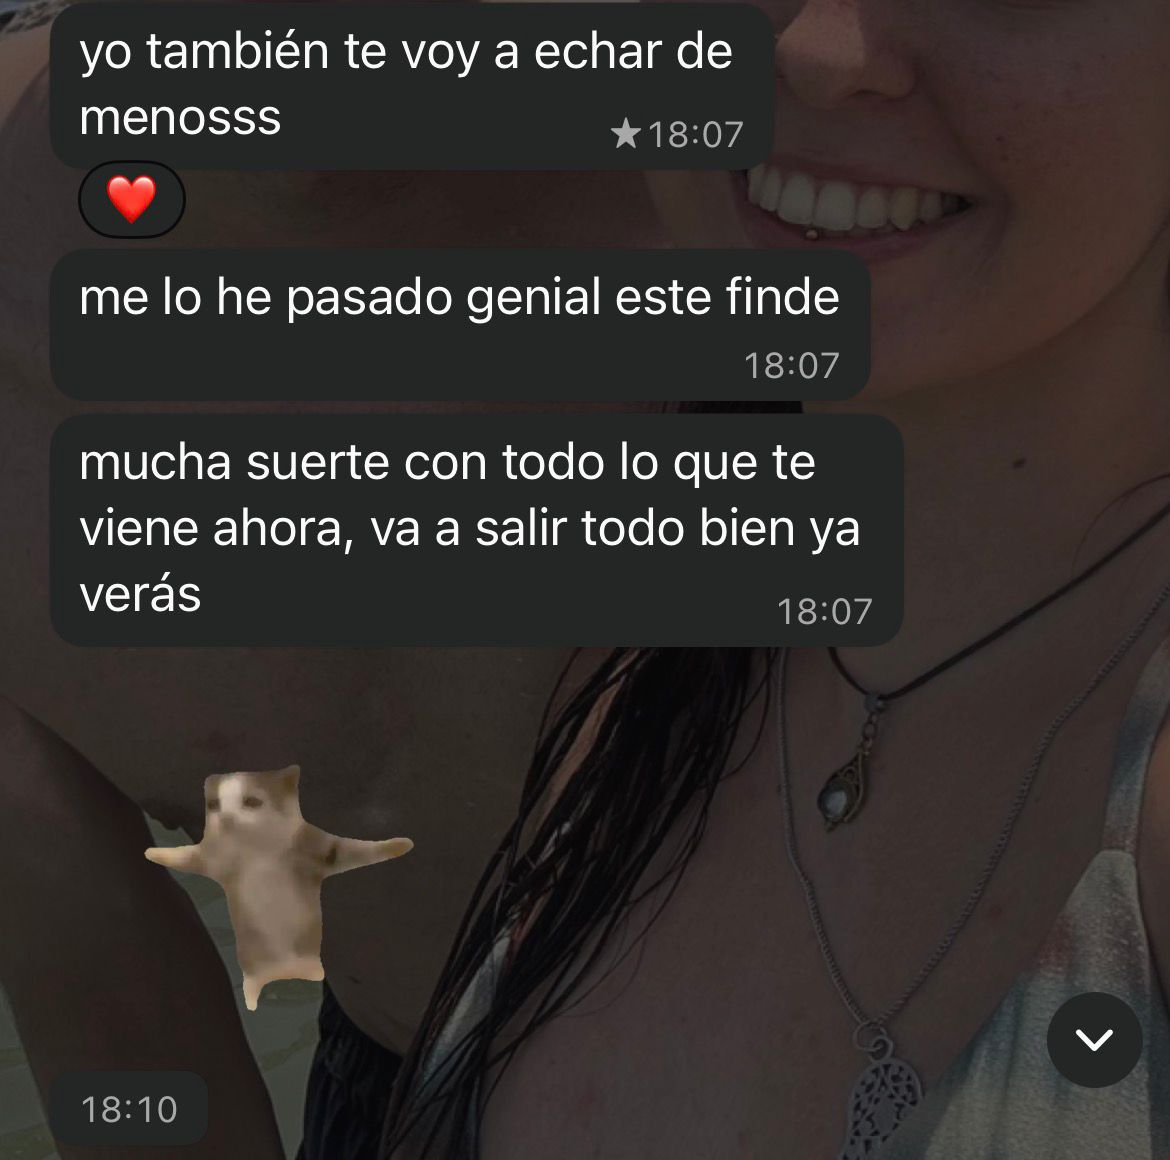 yo también te voy a echar de
menosss
★18:07
❤️
me lo he pasado genial este finde
18:07
mucha suerte con todo lo que te
viene ahora, va a salir todo bien ya
verás
18:07
18:10